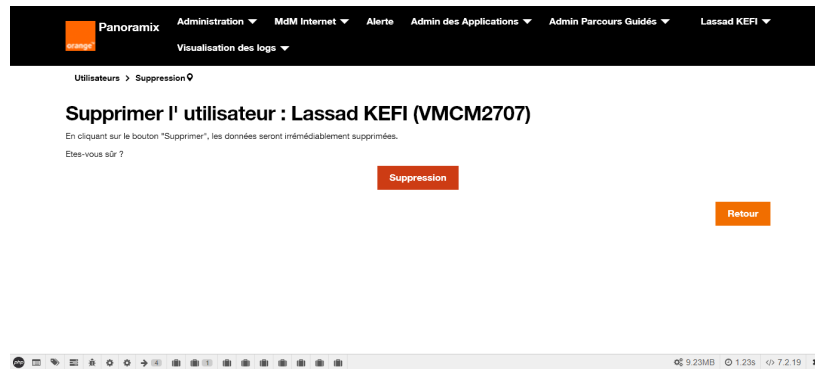 Panoramix
orange™
Administration ▼ MdM Internet ▼ Alerte Admin des Applications ▼ Admin Parcours Guidés ▼ Lassad KEFI ▼
Visualisation des logs ▼
Utilisateurs > Suppression
Supprimer l' utilisateur : Lassad KEFI (VMCM2707)
En cliquant sur le bouton "Supprimer", les données seront irrémédiablement supprimées.
Etes-vous sûr ?
Suppression
Retour
php 4 1 9.23MB 1.23s </> 7.2.19